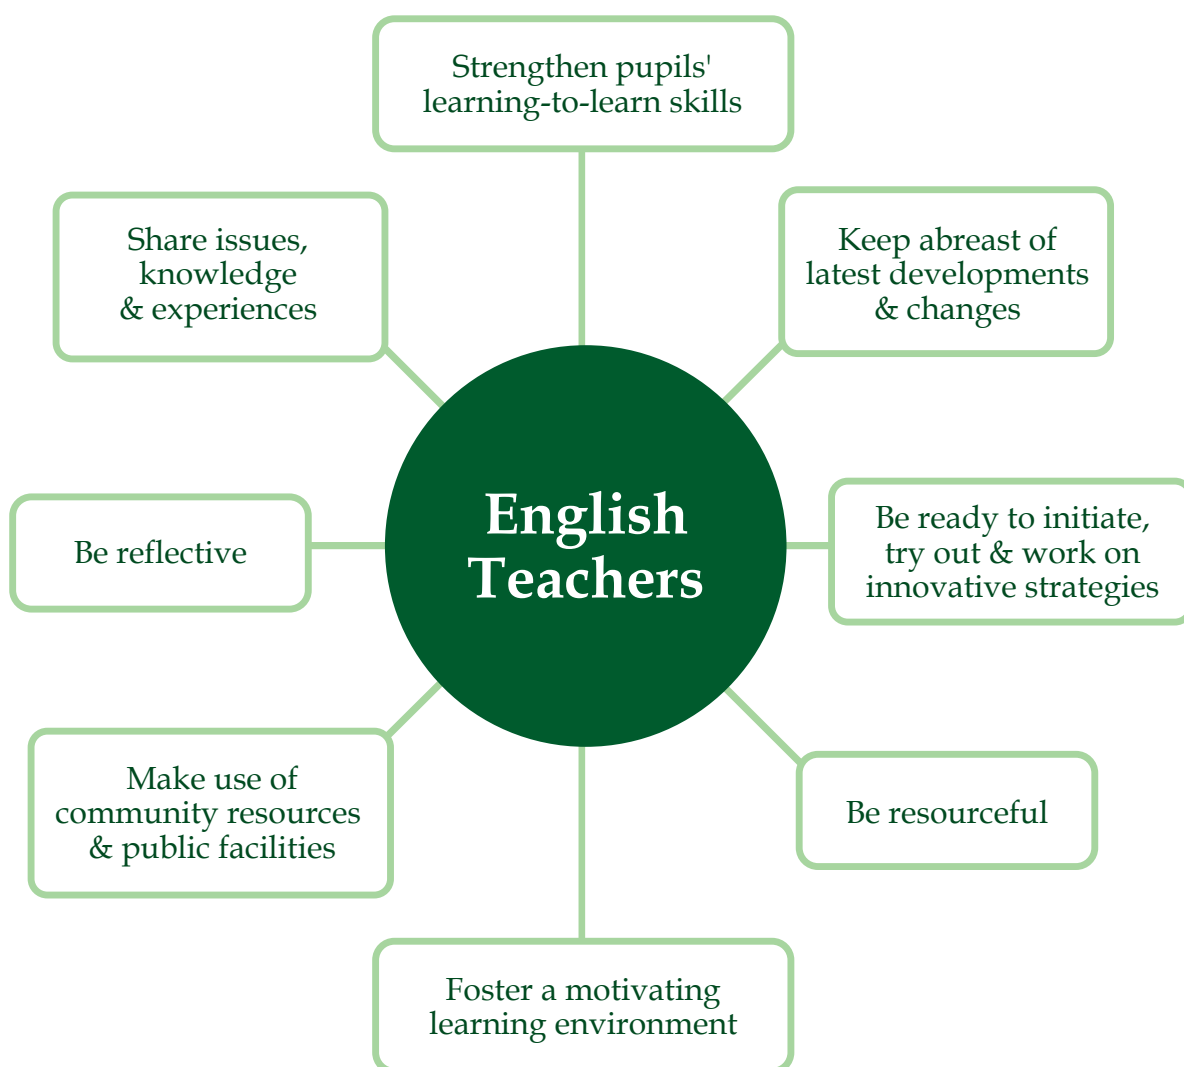 Strengthen pupils'
learning-to-learn skills
Share issues,
knowledge
& experiences
Keep abreast of
latest developments
& changes
English
Teachers
Be reflective
Be ready to initiate,
try out & work on
innovative strategies
Make use of
community resources
& public facilities
Be resourceful
Foster a motivating
learning environment